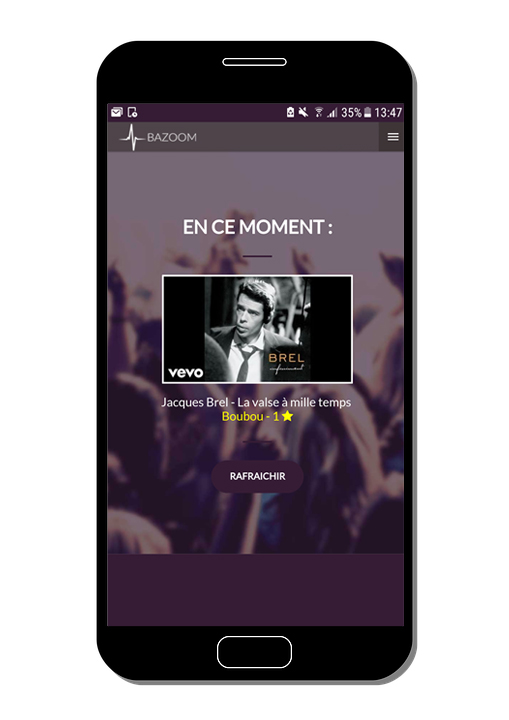 35% 13:47
BAZOOM
EN CE MOMENT :
BREL
vevo
Jacques Brel - La valse à mille temps
Boubou - 1
RAFRAICHIR